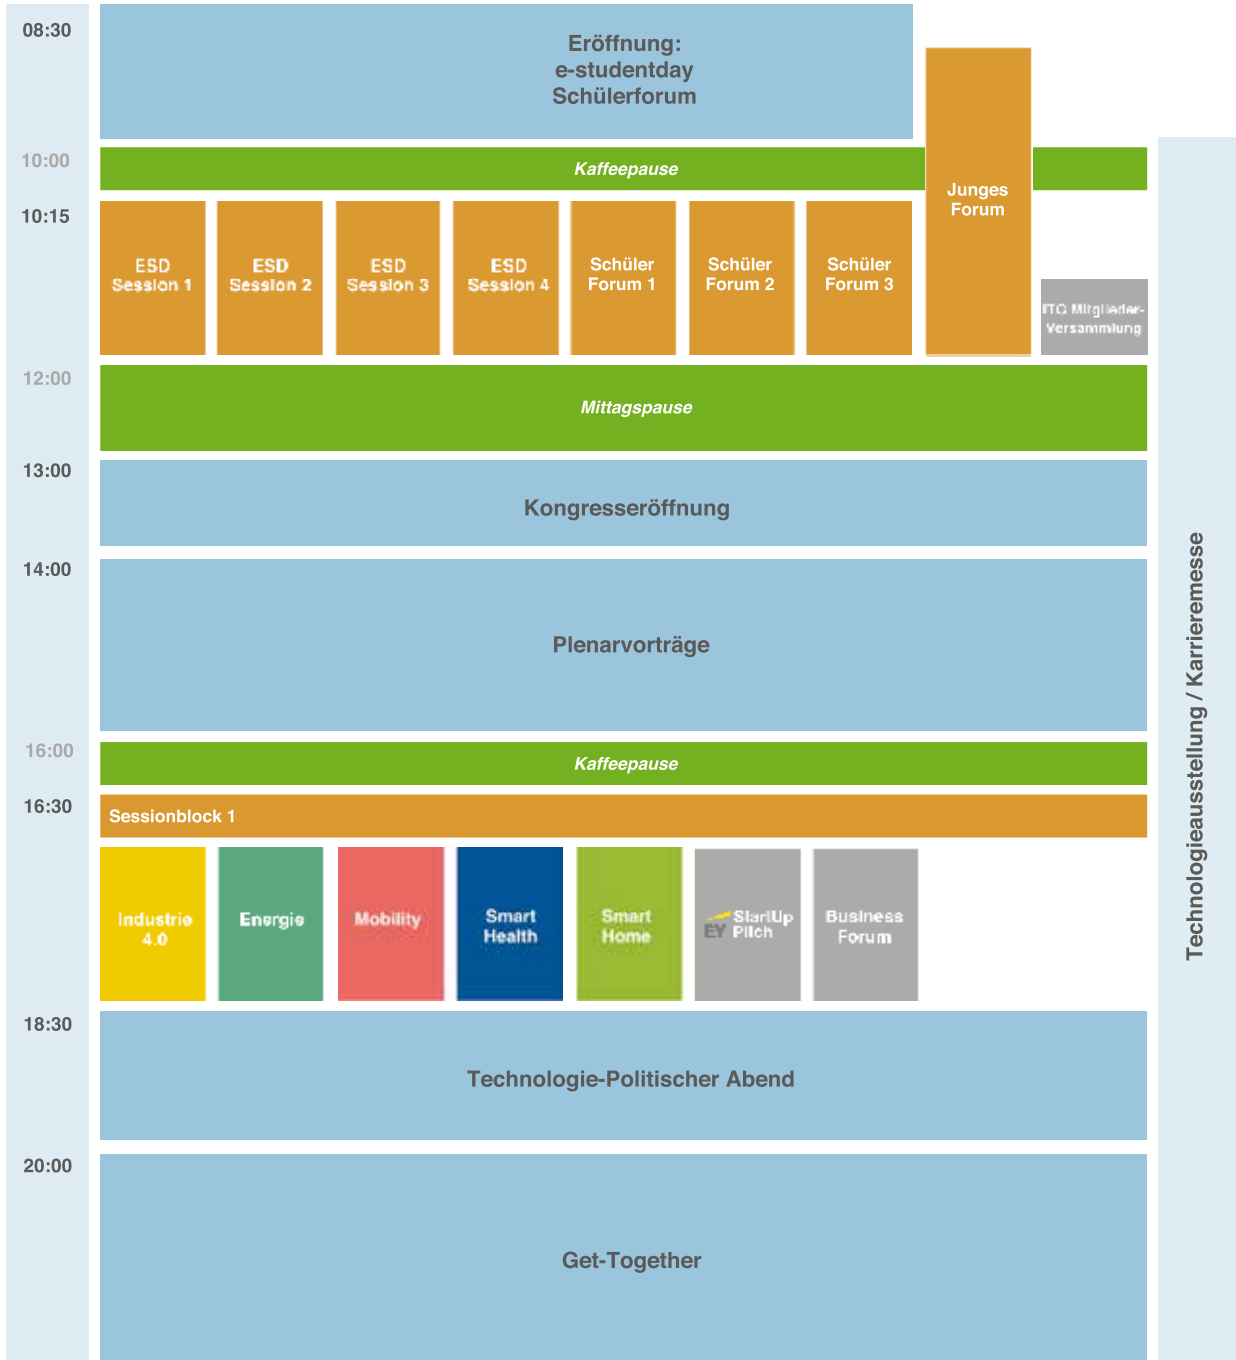 08:30
Eröffnung:
e-studentday
Schülerforum
10:00
Kaffeepause
Junges
Forum
10:15
ESD
Session 1
ESD
Session 2
ESD
Session 3
ESD
Session 4
Schüler
Forum 1
Schüler
Forum 2
Schüler
Forum 3
ITG Mitglieder-
Versammlung
12:00
Mittagspause
13:00
Kongresseröffnung
14:00
Plenarvorträge
16:00
Kaffeepause
16:30
Sessionblock 1
Industrie
4.0
Energie
Mobility
Smart
Health
Smart
Home
EY StartUp
Pitch
Business
Forum
18:30
Technologie-Politischer Abend
20:00
Get-Together
Technologieausstellung / Karrieremesse